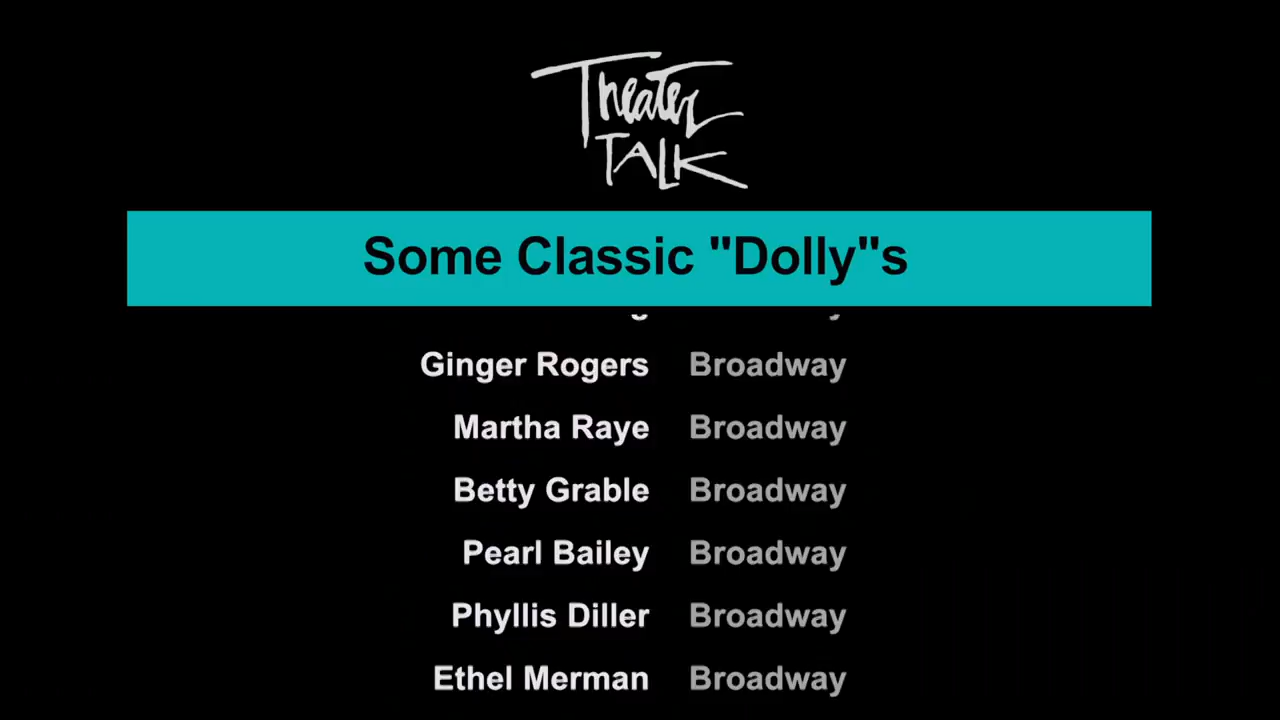 Theater
TALK
Some Classic "Dolly"s
Ginger Rogers Broadway
Martha Raye Broadway
Betty Grable Broadway
Pearl Bailey Broadway
Phyllis Diller Broadway
Ethel Merman Broadway